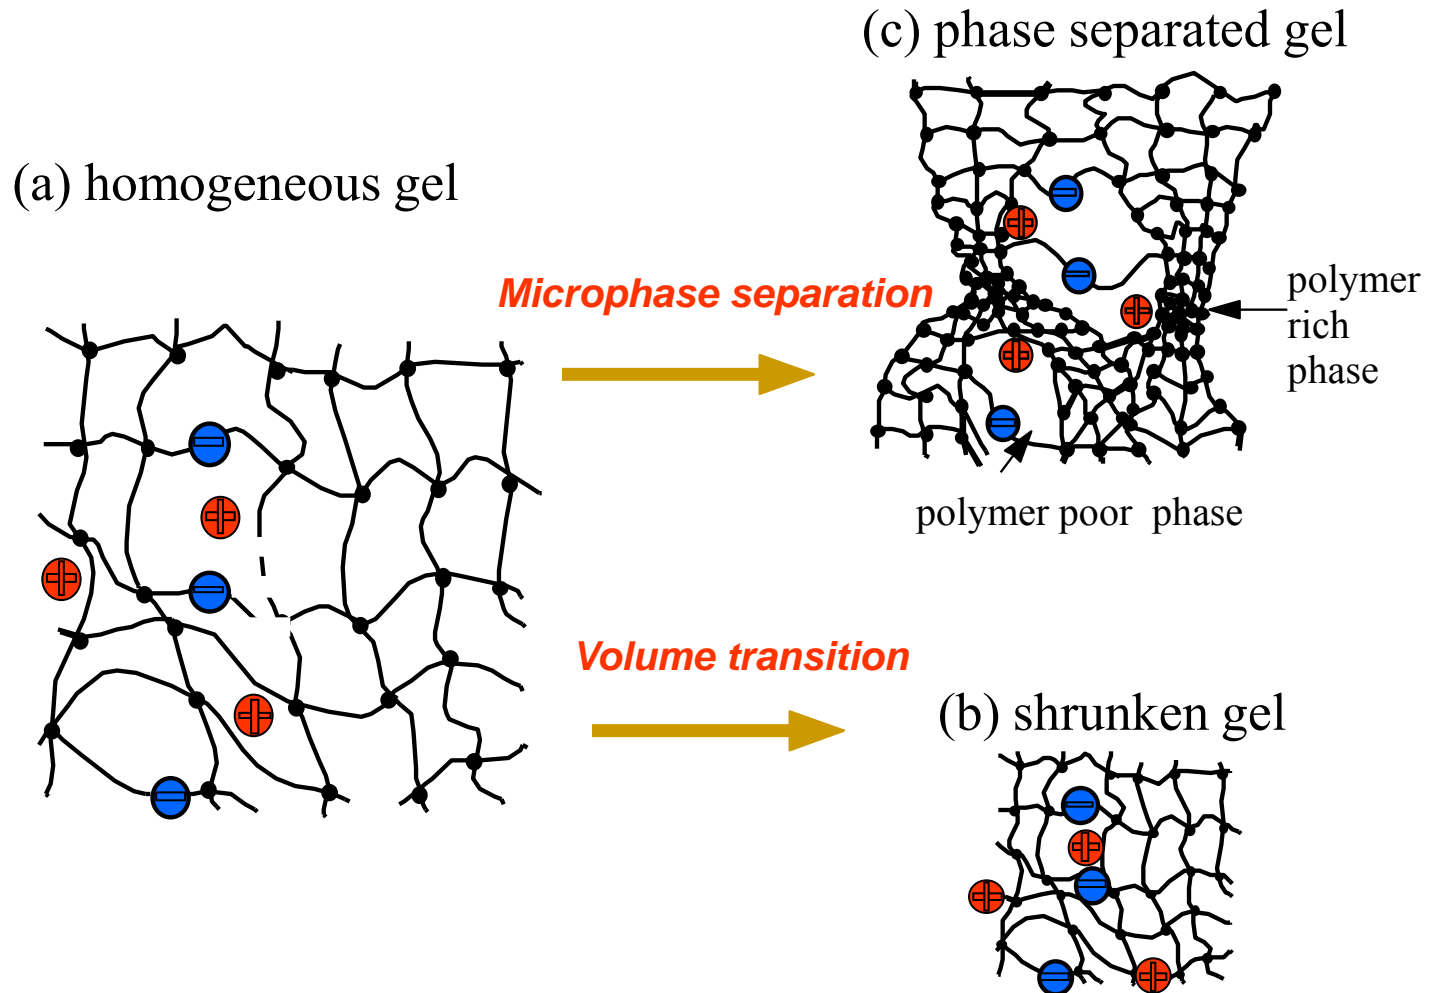 (c) phase separated gel
(a) homogeneous gel
Microphase separation
polymer
rich
phase
polymer poor phase
Volume transition
(b) shrunken gel